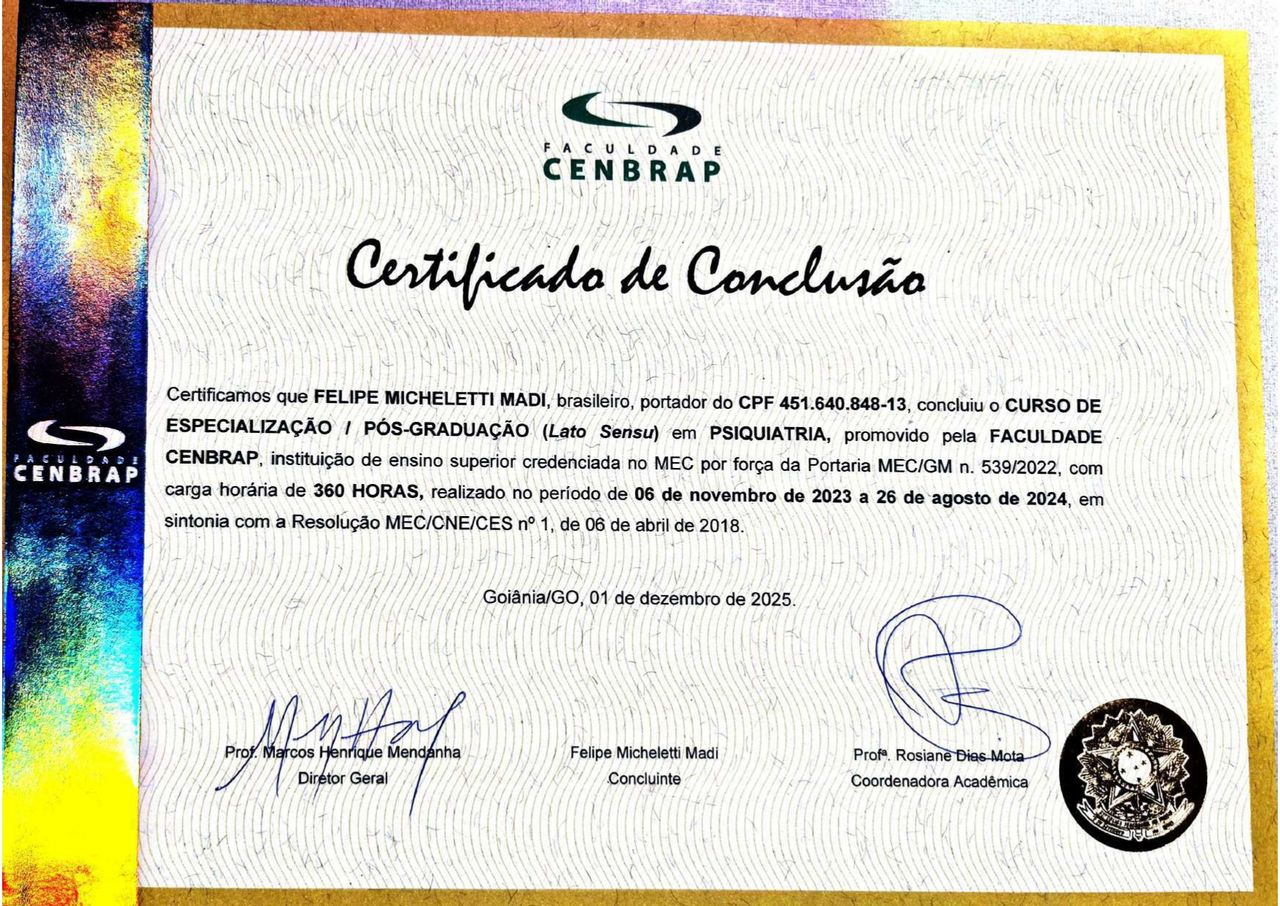 FACULDADE
CENBRAP
Certificado de Conclusão
Certificamos que FELIPE MICHELETTI MADI, brasileiro, portador do CPF 451.640.848-13, concluiu o CURSO DE
ESPECIALIZAÇÃO / PÓS-GRADUAÇÃO (Lato Sensu) em PSIQUIATRIA, promovido pela FACULDADE
CENBRAP, instituição de ensino superior credenciada no MEC por força da Portaria MEC/GM n. 539/2022, com
carga horária de 360 HORAS, realizado no período de 06 de novembro de 2023 a 26 de agosto de 2024, em
sintonia com a Resolução MEC/CNE/CES nº 1, de 06 de abril de 2018.
FACULDADE
CENBRAP
Goiânia/GO, 01 de dezembro de 2025.
Prof. Marcos Henrique Mendanha
Diretor Geral
Felipe Micheletti Madi
Concluinte
Profª. Rosiane Dias Mota
Coordenadora Acadêmica